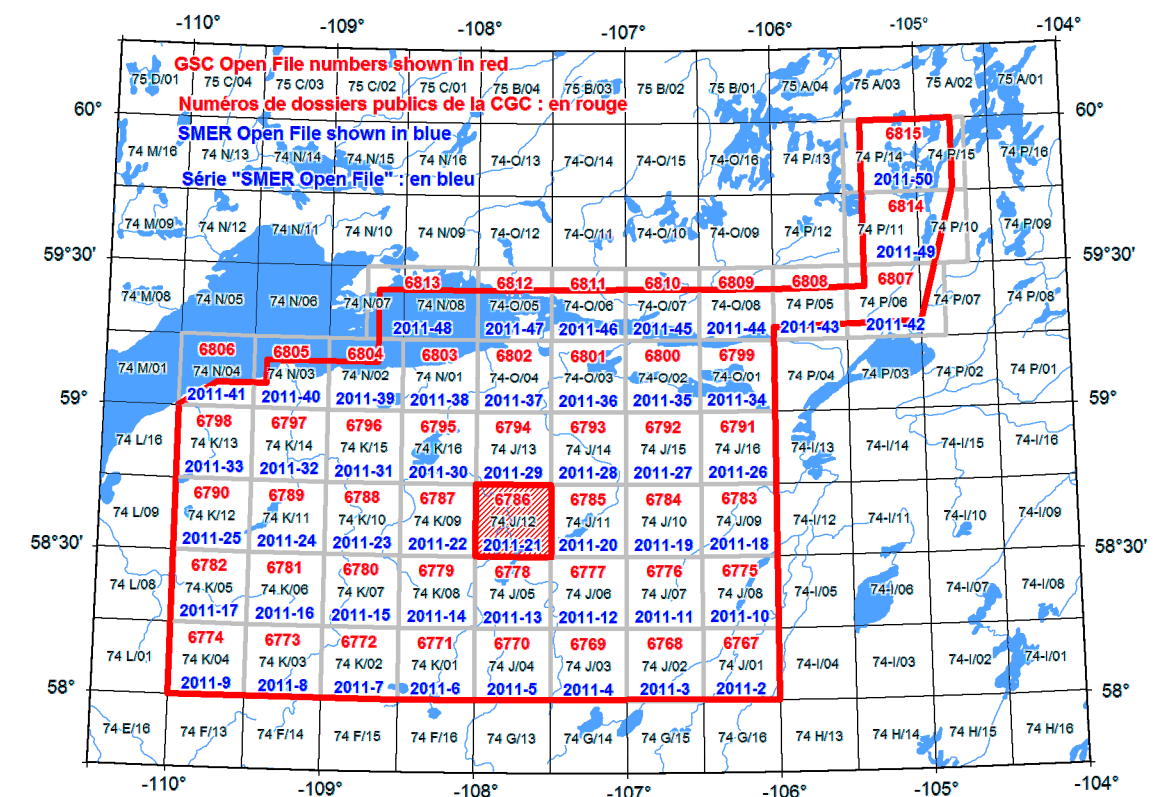 -110° -109° -108° -107° -106° -105° -104°
GSC Open File numbers shown in red
75 D/01 75 C/04 75 C/03 75 C/02 75 C/01 75 B/04 75 B/03 75 B/02 75 B/01 75 A/04 75 A/03 75 A/02 75 A/01
Numéros de dossiers publics de la CGC : en rouge
60° 60°
SMER Open File shown in blue
6815
74 M/16 74 N/13 74 N/14 74 N/15 74 N/16 74-O/13 74-O/14 74-O/15 74-O/16 74 P/13 74 P/14 74 P/15 74 P/16
Série "SMER Open File" : en bleu
2011-50
6814
74 M/09 74 N/12 74 N/11 74 N/10 74 N/09 74-O/12 74-O/11 74-O/10 74-O/09 74 P/12 74 P/11 74 P/10 74 P/09
2011-49
59°30' 59°30'
6813 6812 6811 6810 6809 6808 6807
74 M/08 74 N/05 74 N/06 74 N/07 74 N/08 74-O/05 74-O/06 74-O/07 74-O/08 74 P/05 74 P/06 74 P/07 74 P/08
2011-48 2011-47 2011-46 2011-45 2011-44 2011-43 2011-42
6806 6805 6804 6803 6802 6801 6800 6799
74 M/01 74 N/04 74 N/03 74 N/02 74 N/01 74-O/04 74-O/03 74-O/02 74-O/01 74 P/04 74 P/03 74 P/02 74 P/01
2011-41 2011-40 2011-39 2011-38 2011-37 2011-36 2011-35 2011-34
59° 59°
6798 6797 6796 6795 6794 6793 6792 6791
74 L/16 74 K/13 74 K/14 74 K/15 74 K/16 74 J/13 74 J/14 74 J/15 74 J/16 74-I/13 74-I/14 74-I/15 74-I/16
2011-33 2011-32 2011-31 2011-30 2011-29 2011-28 2011-27 2011-26
6790 6789 6788 6787 6786 6785 6784 6783
74 L/09 74 K/12 74 K/11 74 K/10 74 K/09 74 J/12 74 J/11 74 J/10 74 J/09 74-I/12 74-I/11 74-I/10 74-I/09
2011-25 2011-24 2011-23 2011-22 2011-21 2011-20 2011-19 2011-18
58°30' 58°30'
6782 6781 6780 6779 6778 6777 6776 6775
74 L/08 74 K/05 74 K/06 74 K/07 74 K/08 74 J/05 74 J/06 74 J/07 74 J/08 74-I/05 74-I/06 74-I/07 74-I/08
2011-17 2011-16 2011-15 2011-14 2011-13 2011-12 2011-11 2011-10
6774 6773 6772 6771 6770 6769 6768 6767
74 L/01 74 K/04 74 K/03 74 K/02 74 K/01 74 J/04 74 J/03 74 J/02 74 J/01 74-I/04 74-I/03 74-I/02 74-I/01
2011-9 2011-8 2011-7 2011-6 2011-5 2011-4 2011-3 2011-2
58° 58°
74 E/16 74 F/13 74 F/14 74 F/15 74 F/16 74 G/13 74 G/14 74 G/15 74 G/16 74 H/13 74 H/14 74 H/15 74 H/16
-110° -109° -108° -107° -106° -105° -104°